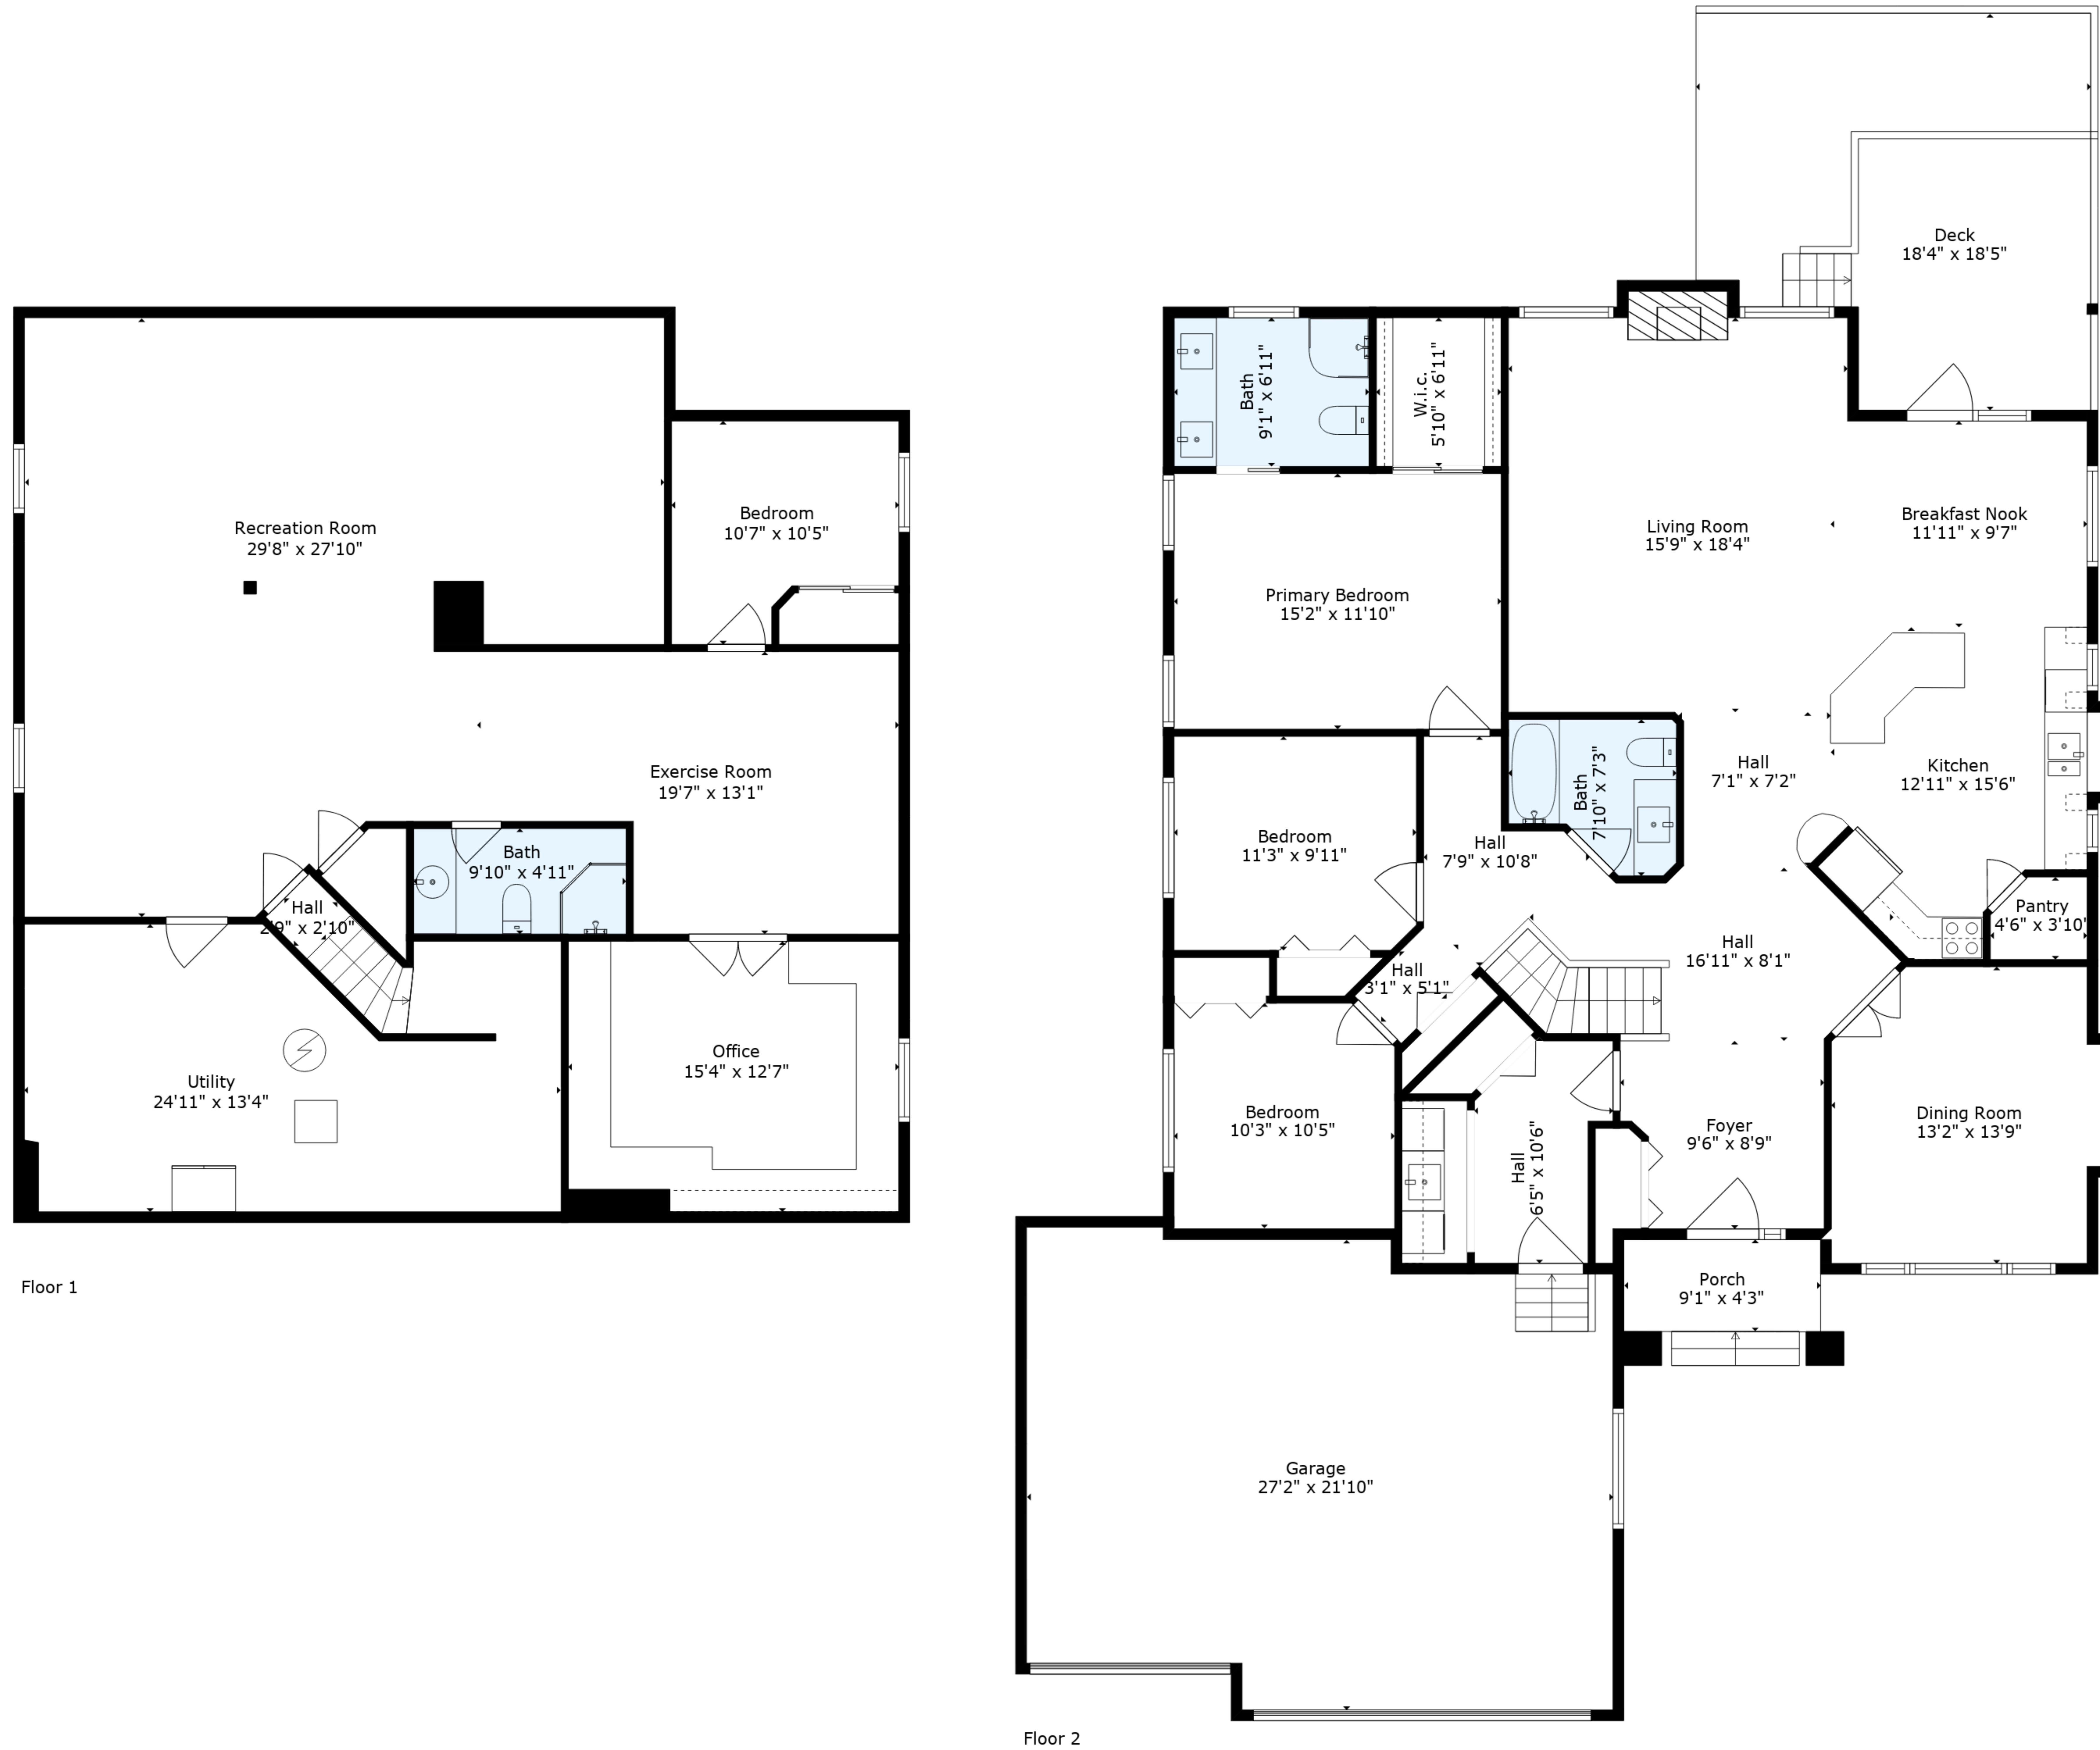 Recreation Room
29'8" x 27'10"
Bedroom
10'7" x 10'5"
Exercise Room
19'7" x 13'1"
Bath
9'10" x 4'11"
Hall
2'9" x 2'10"
Utility
24'11" x 13'4"
Office
15'4" x 12'7"
Floor 1
Deck
18'4" x 18'5"
Bath
9'1" x 6'11"
W.i.c.
5'10" x 6'11"
Living Room
15'9" x 18'4"
Breakfast Nook
11'11" x 9'7"
Primary Bedroom
15'2" x 11'10"
Bath
7'10" x 7'3"
Hall
7'1" x 7'2"
Kitchen
12'11" x 15'6"
Bedroom
11'3" x 9'11"
Hall
7'9" x 10'8"
Pantry
4'6" x 3'10"
Hall
16'11" x 8'1"
Hall
3'1" x 5'1"
Bedroom
10'3" x 10'5"
Hall
6'5" x 10'6"
Foyer
9'6" x 8'9"
Dining Room
13'2" x 13'9"
Porch
9'1" x 4'3"
Garage
27'2" x 21'10"
Floor 2